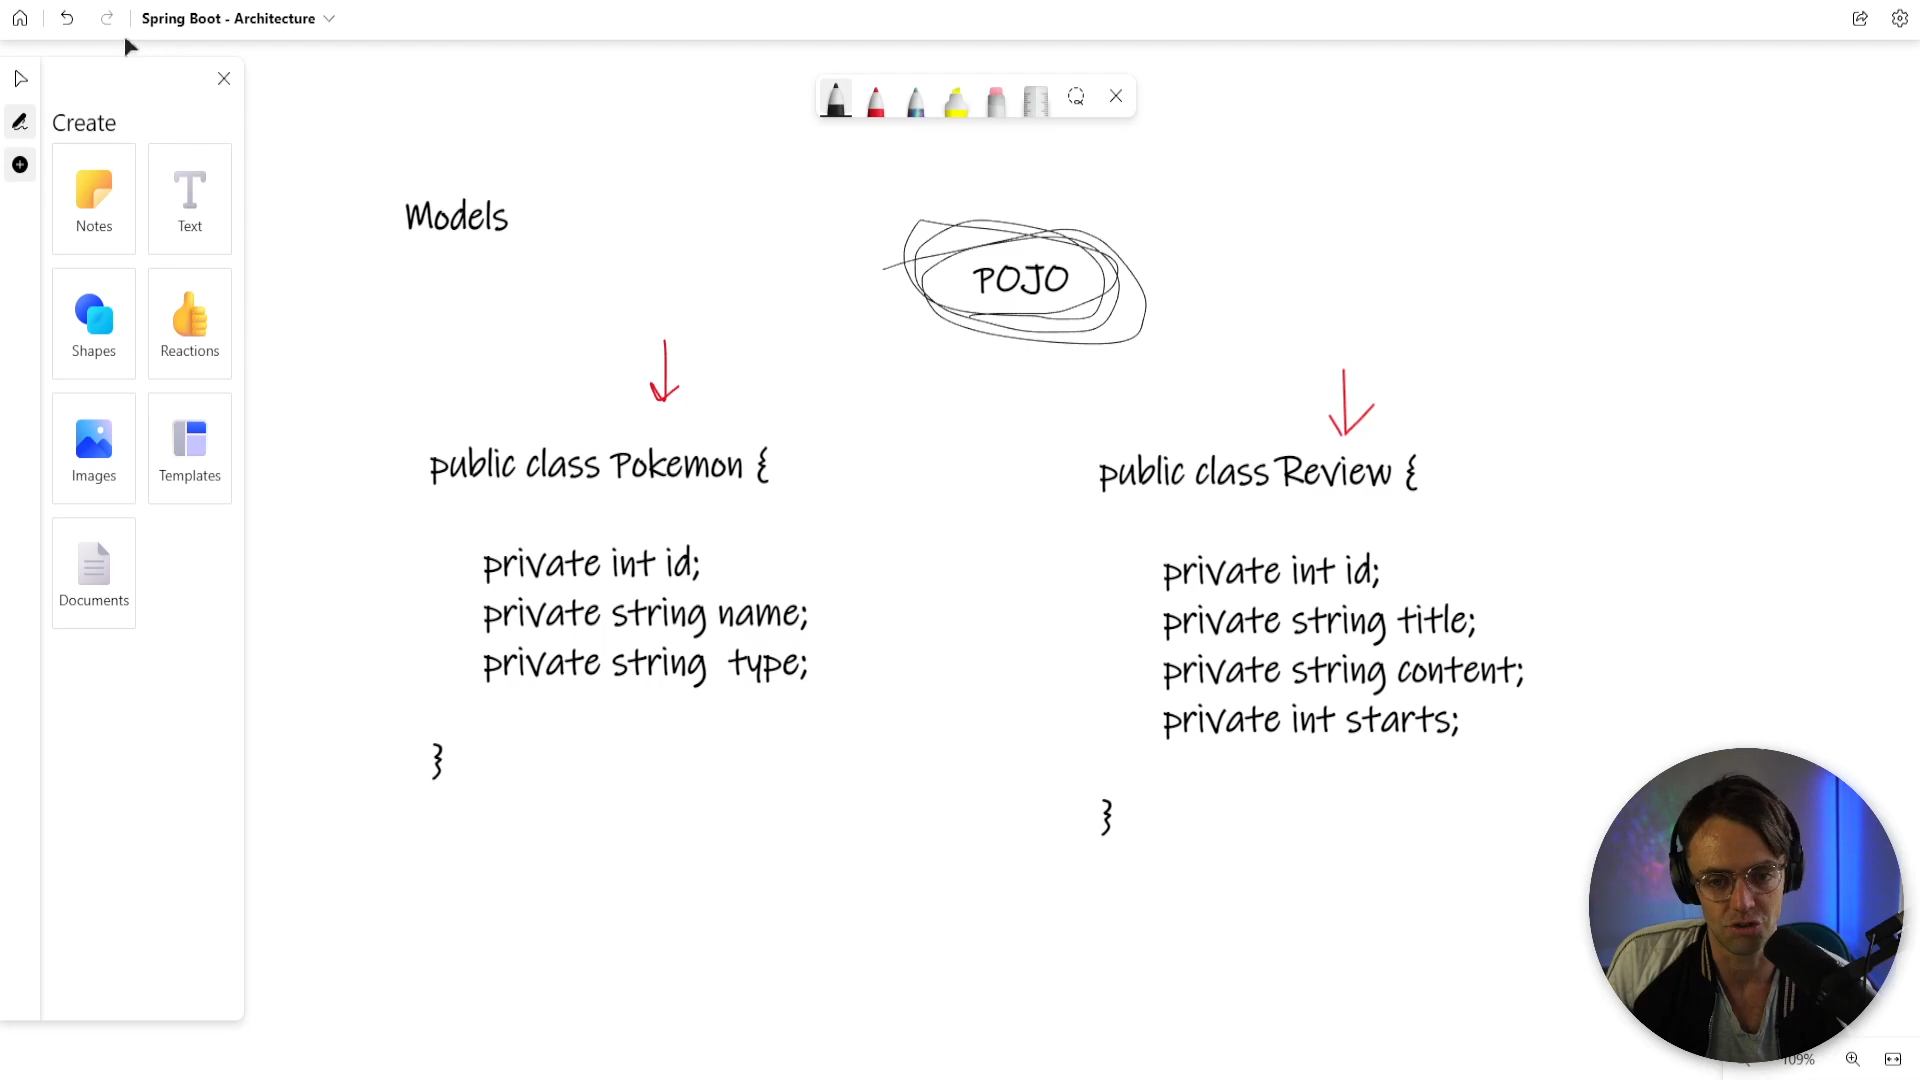 Spring Boot - Architecture
Create
Notes
Text
Shapes
Reactions
Images
Templates
Documents
Models
POJO
public class Pokemon {
private int id;
private string name;
private string type;
}
public class Review {
private int id;
private string title;
private string content;
private int starts;
}
109%